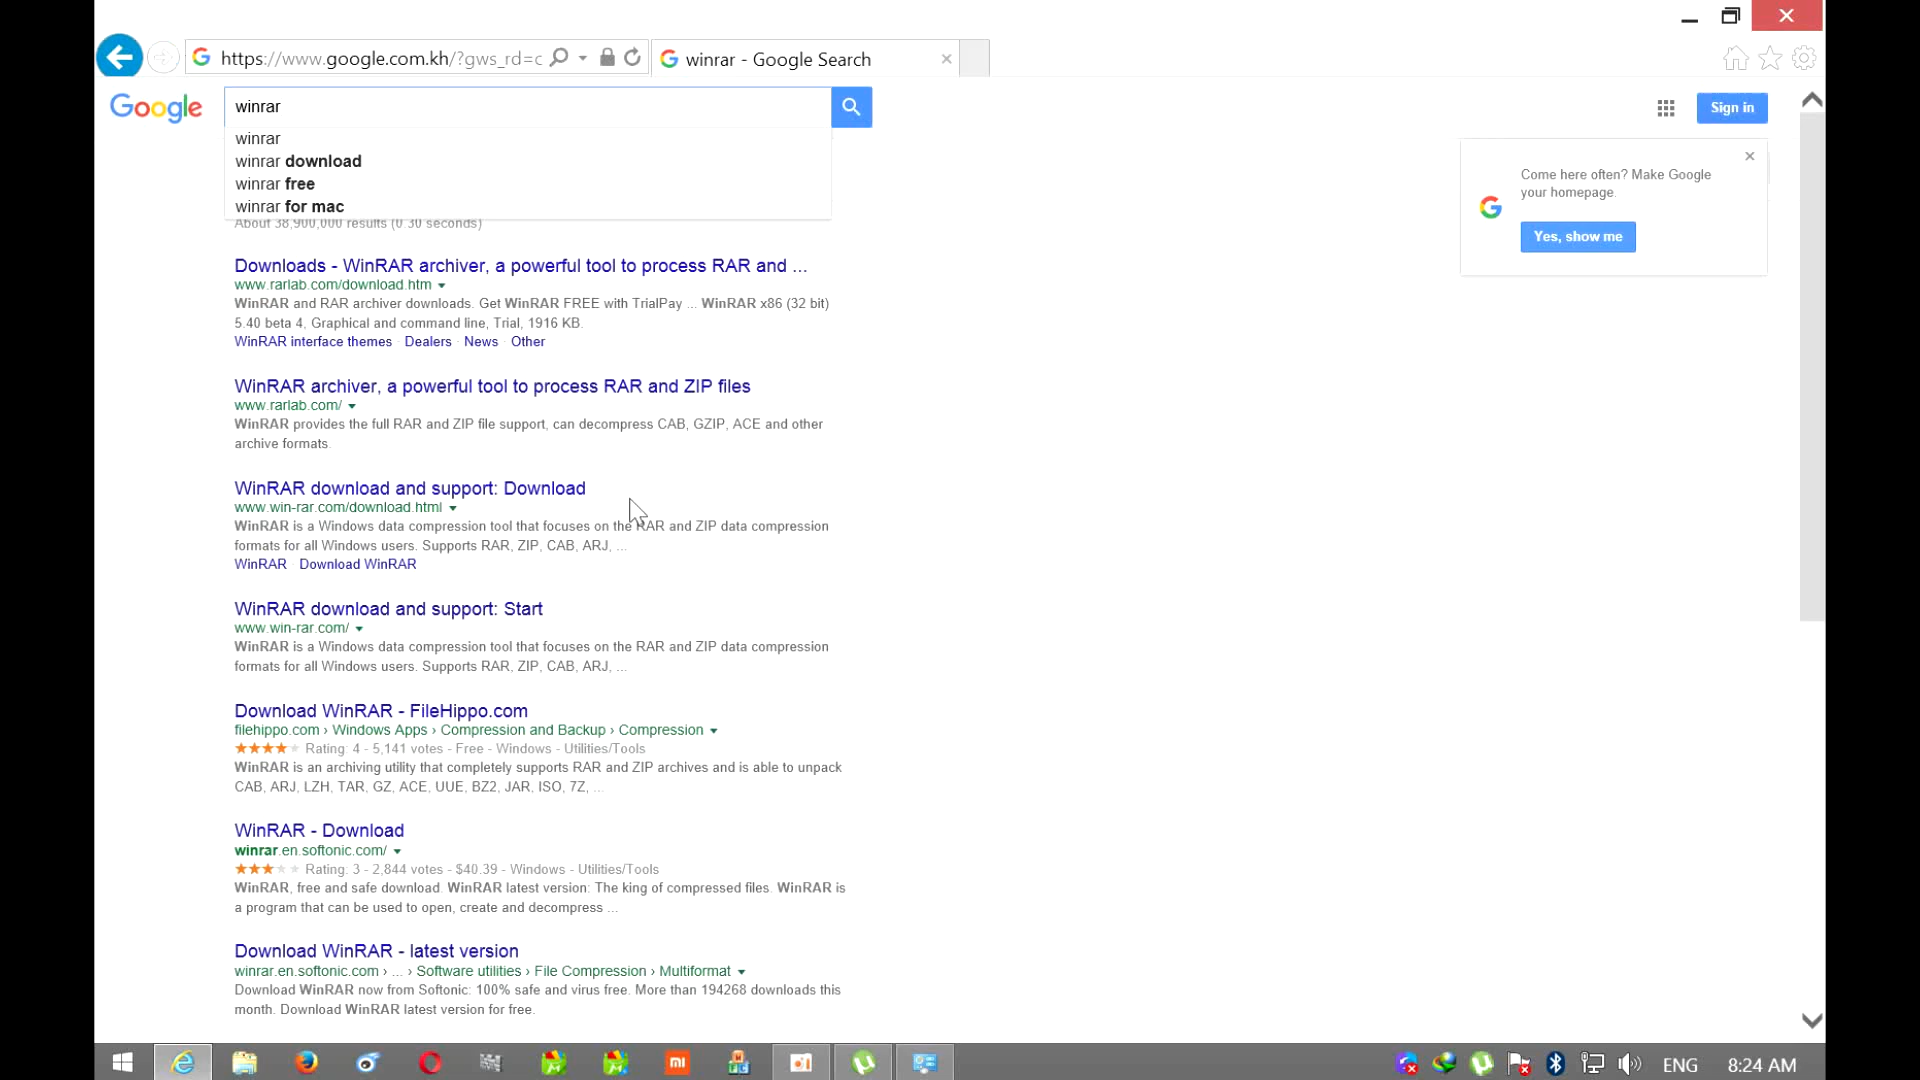 https://www.google.com.kh/?gws_rd=c
winrar - Google Search
Google
winrar
Sign in
winrar
winrar download
winrar free
winrar for mac
About 38,900,000 results (0.30 seconds)
Come here often? Make Google
your homepage.
Yes, show me
Downloads - WinRAR archiver, a powerful tool to process RAR and ...
www.rarlab.com/download.htm
WinRAR and RAR archiver downloads. Get WinRAR FREE with TrialPay ... WinRAR x86 (32 bit)
5.40 beta 4, Graphical and command line, Trial, 1916 KB.
WinRAR interface themes · Dealers · News · Other
WinRAR archiver, a powerful tool to process RAR and ZIP files
www.rarlab.com/
WinRAR provides the full RAR and ZIP file support, can decompress CAB, GZIP, ACE and other
archive formats.
WinRAR download and support: Download
www.win-rar.com/download.html
WinRAR is a Windows data compression tool that focuses on the RAR and ZIP data compression
formats for all Windows users. Supports RAR, ZIP, CAB, ARJ, ...
WinRAR · Download WinRAR
WinRAR download and support: Start
www.win-rar.com/
WinRAR is a Windows data compression tool that focuses on the RAR and ZIP data compression
formats for all Windows users. Supports RAR, ZIP, CAB, ARJ, ...
Download WinRAR - FileHippo.com
filehippo.com › Windows Apps › Compression and Backup › Compression
Rating: 4 - 5,141 votes - Free - Windows - Utilities/Tools
WinRAR is an archiving utility that completely supports RAR and ZIP archives and is able to unpack
CAB, ARJ, LZH, TAR, GZ, ACE, UUE, BZ2, JAR, ISO, 7Z, ...
WinRAR - Download
winrar.en.softonic.com/
Rating: 3 - 2,844 votes - $40.39 - Windows - Utilities/Tools
WinRAR, free and safe download. WinRAR latest version: The king of compressed files. WinRAR is
a program that can be used to open, create and decompress ...
Download WinRAR - latest version
winrar.en.softonic.com › ... › Software utilities › File Compression › Multiformat
Download WinRAR now from Softonic: 100% safe and virus free. More than 194268 downloads this
month. Download WinRAR latest version for free.
ENG
8:24 AM